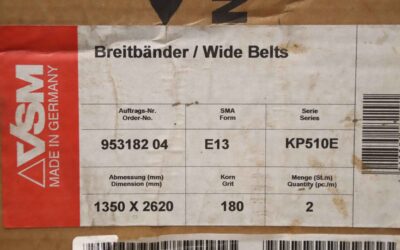 VSM
MADE IN GERMANY
Breitbänder / Wide Belts
Auftrags-Nr. SMA Serie
Order-No. Form Series
953182 04 E13 KP510E
Abmessung (mm) Korn Menge (St./m)
Dimension (mm) Grit Quantity (pc./m)
1350 X 2620 180 2